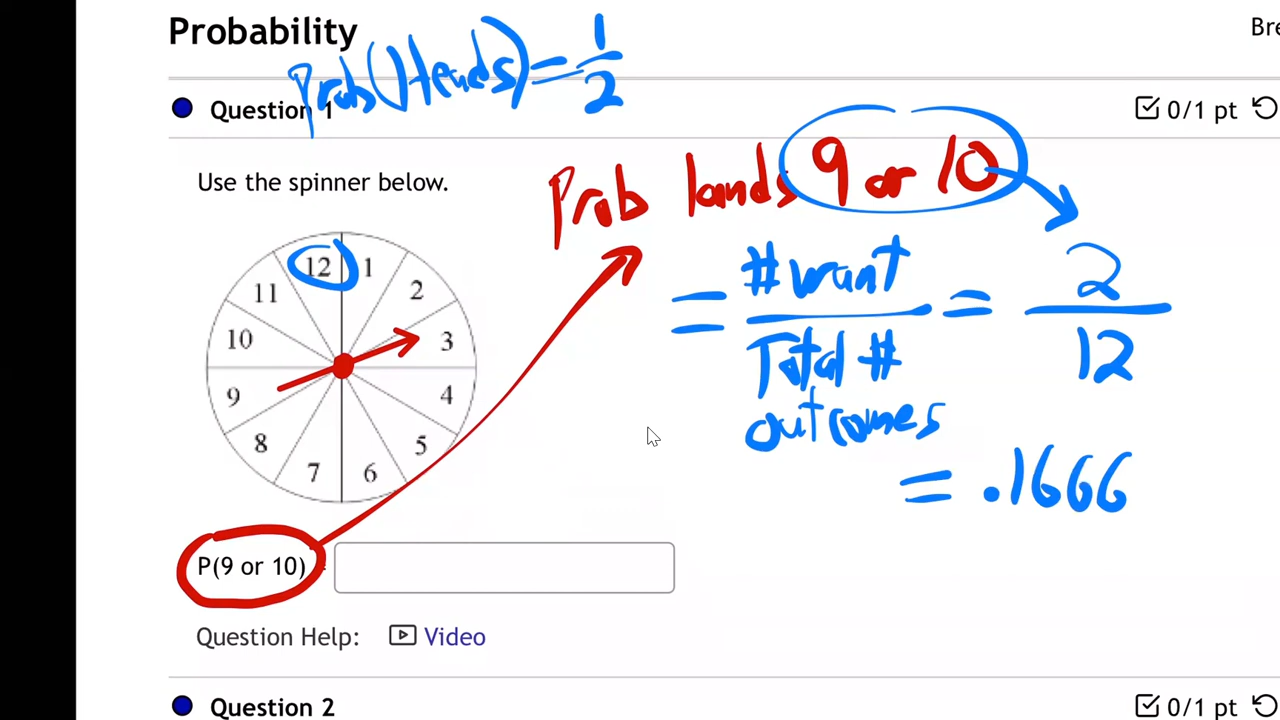 Probability
Bre
Prob(Heads) = 1/2
Question 1
0/1 pt
Use the spinner below.
Prob lands 9 or 10
= #want / Total # outcomes = 2/12
= .1666
12 1
11 2
10 3
9 4
8 5
7 6
P(9 or 10)
Question Help: Video
Question 2
0/1 pt